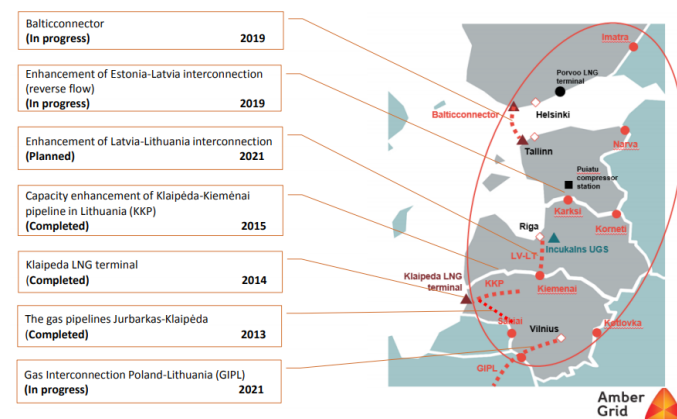 Balticconnector
(In progress) 2019
Enhancement of Estonia-Latvia interconnection
(reverse flow)
(In progress) 2019
Enhancement of Latvia-Lithuania interconnection
(Planned) 2021
Capacity enhancement of Klaipėda-Kiemėnai
pipeline in Lithuania (KKP)
(Completed) 2015
Klaipeda LNG terminal
(Completed) 2014
The gas pipelines Jurbarkas-Klaipėda
(Completed) 2013
Gas Interconnection Poland-Lithuania (GIPL)
(In progress) 2021
Imatra
Porvoo LNG
terminal
Balticconnector
Helsinki
Tallinn
Narva
Puiatu
compressor
station
Karksi
Korneti
Riga
Incukalns UGS
LV-LT
Klaipeda LNG
terminal
KKP
Kiemenai
Sakiai
Vilnius
Kotlovka
GIPL
Amber
Grid